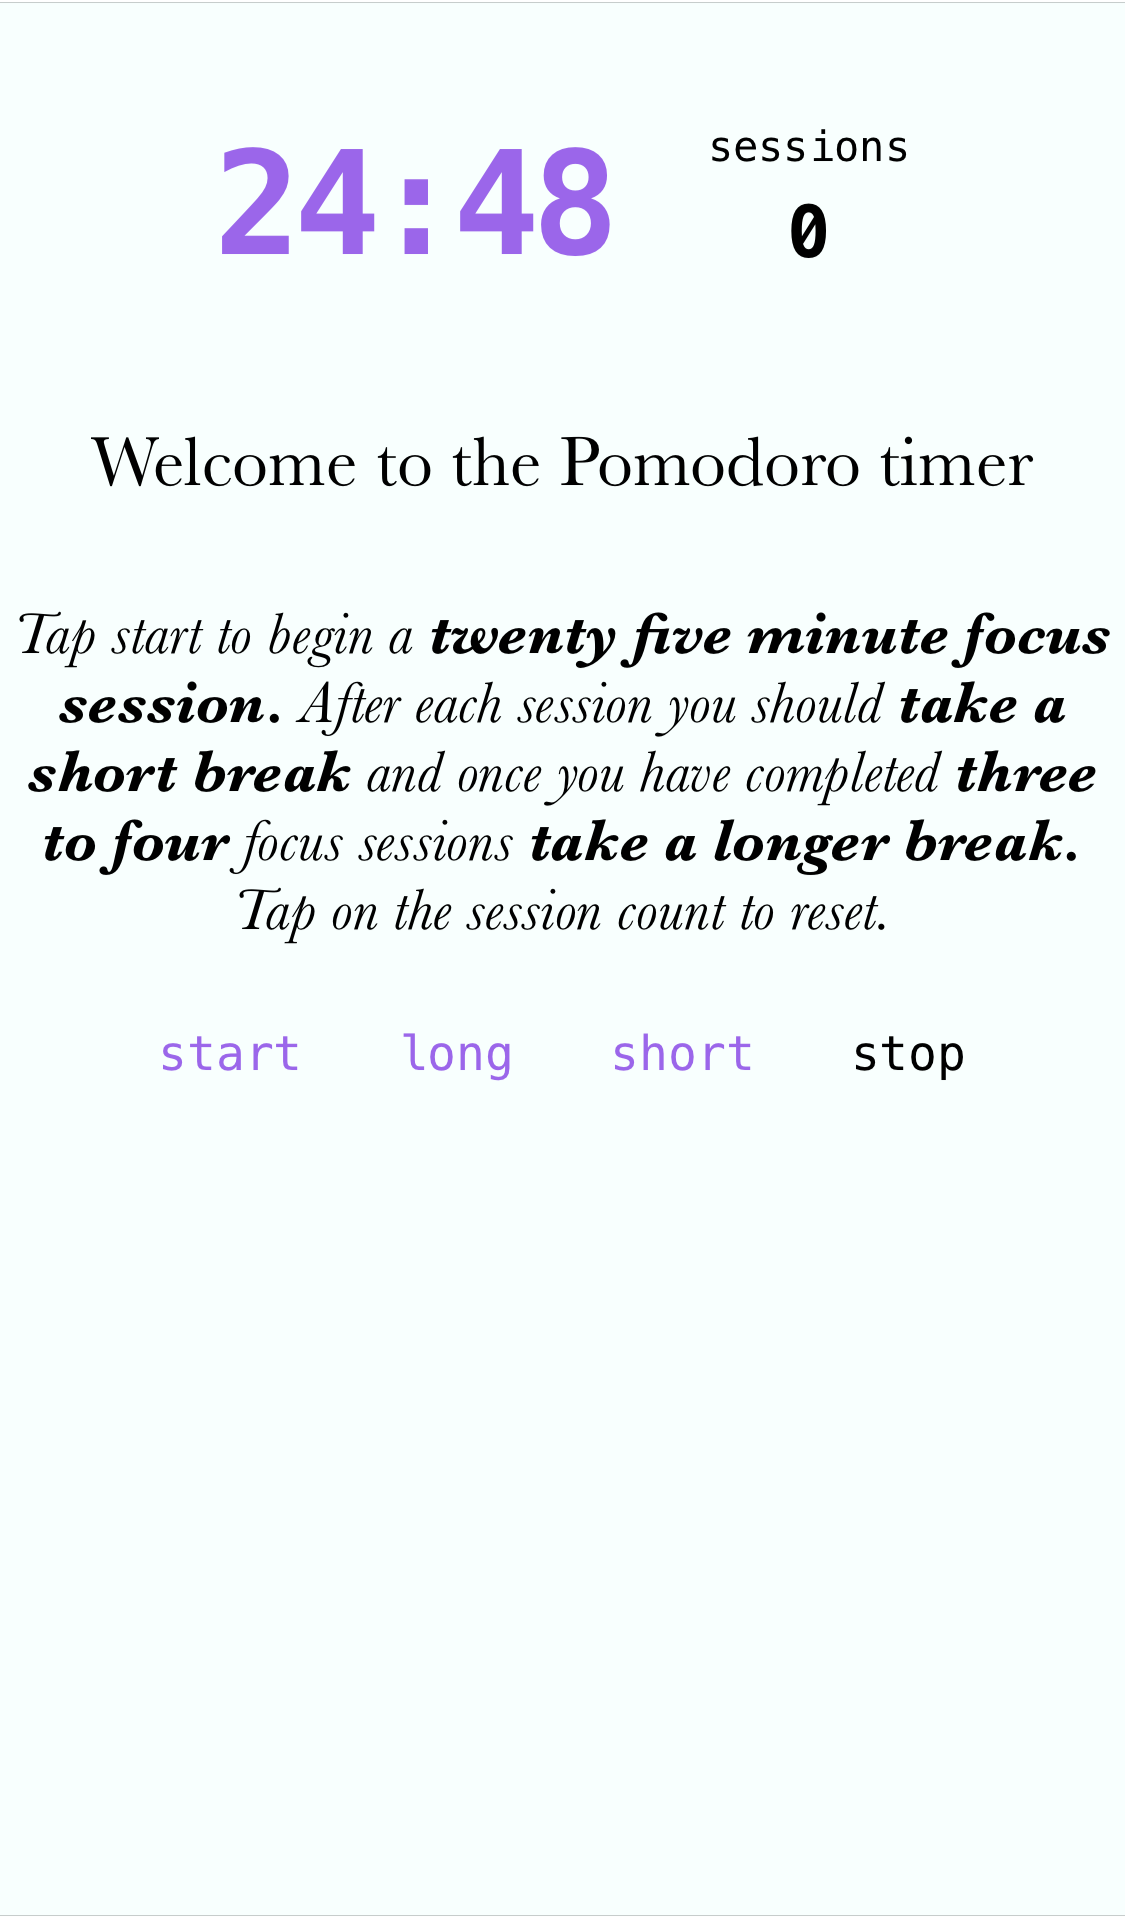 24:48
sessions
0
Welcome to the Pomodoro timer
Tap start to begin a twenty five minute focus
session. After each session you should take a
short break and once you have completed three
to four focus sessions take a longer break.
Tap on the session count to reset.
start long short stop